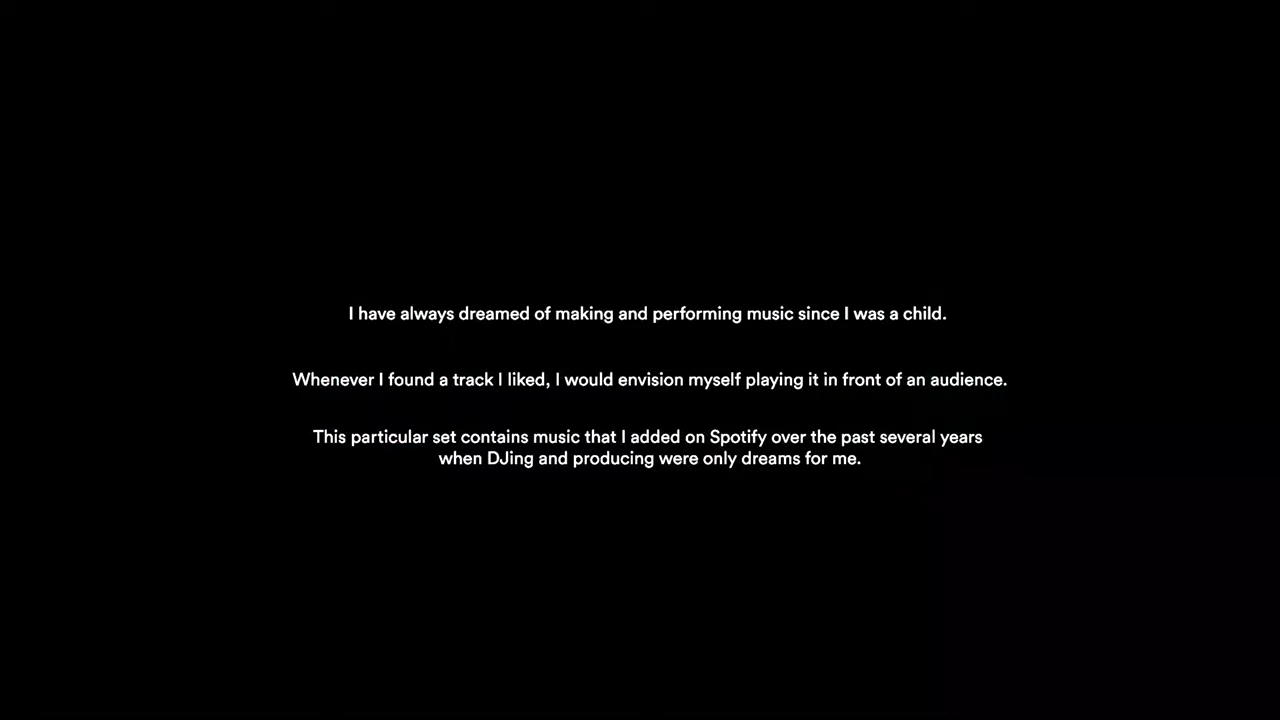 I have always dreamed of making and performing music since I was a child.
Whenever I found a track I liked, I would envision myself playing it in front of an audience.
This particular set contains music that I added on Spotify over the past several years
when DJing and producing were only dreams for me.